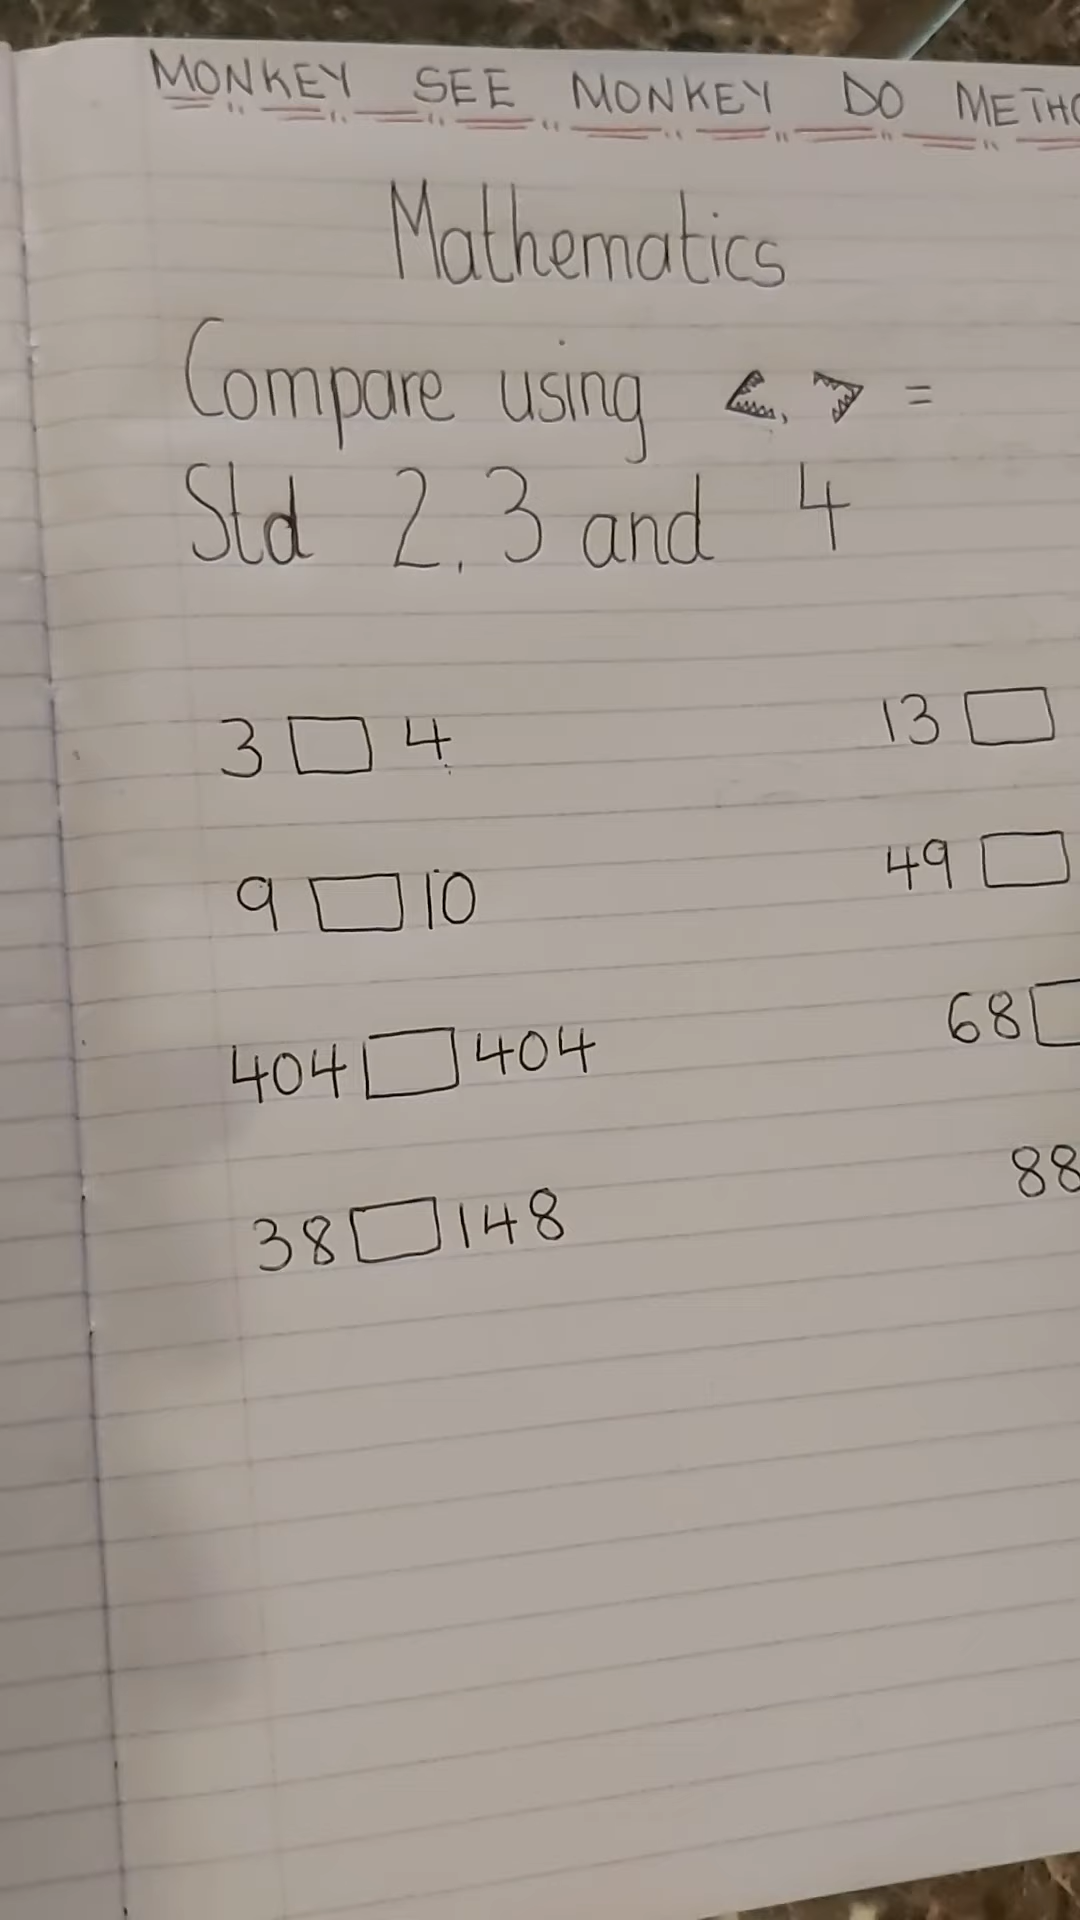 MONKEY SEE MONKEY DO
Mathematics
Compare using <, > =
Std 2, 3 and 4
3 □ 4
13 □
9 □ 10
49 □
404 □ 404
68 □
38 □ 148
88